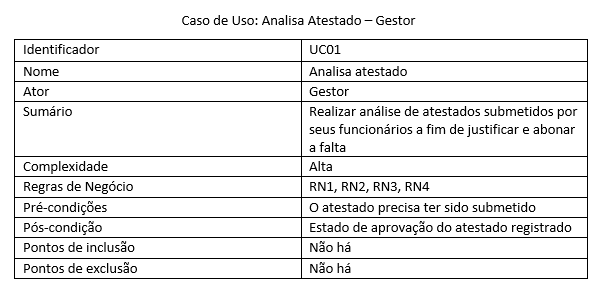 Caso de Uso: Analisa Atestado – Gestor
Identificador UC01
Nome Analisa atestado
Ator Gestor
Sumário Realizar análise de atestados submetidos por
seus funcionários a fim de justificar e abonar
a falta
Complexidade Alta
Regras de Negócio RN1, RN2, RN3, RN4
Pré-condições O atestado precisa ter sido submetido
Pós-condição Estado de aprovação do atestado registrado
Pontos de inclusão Não há
Pontos de exclusão Não há